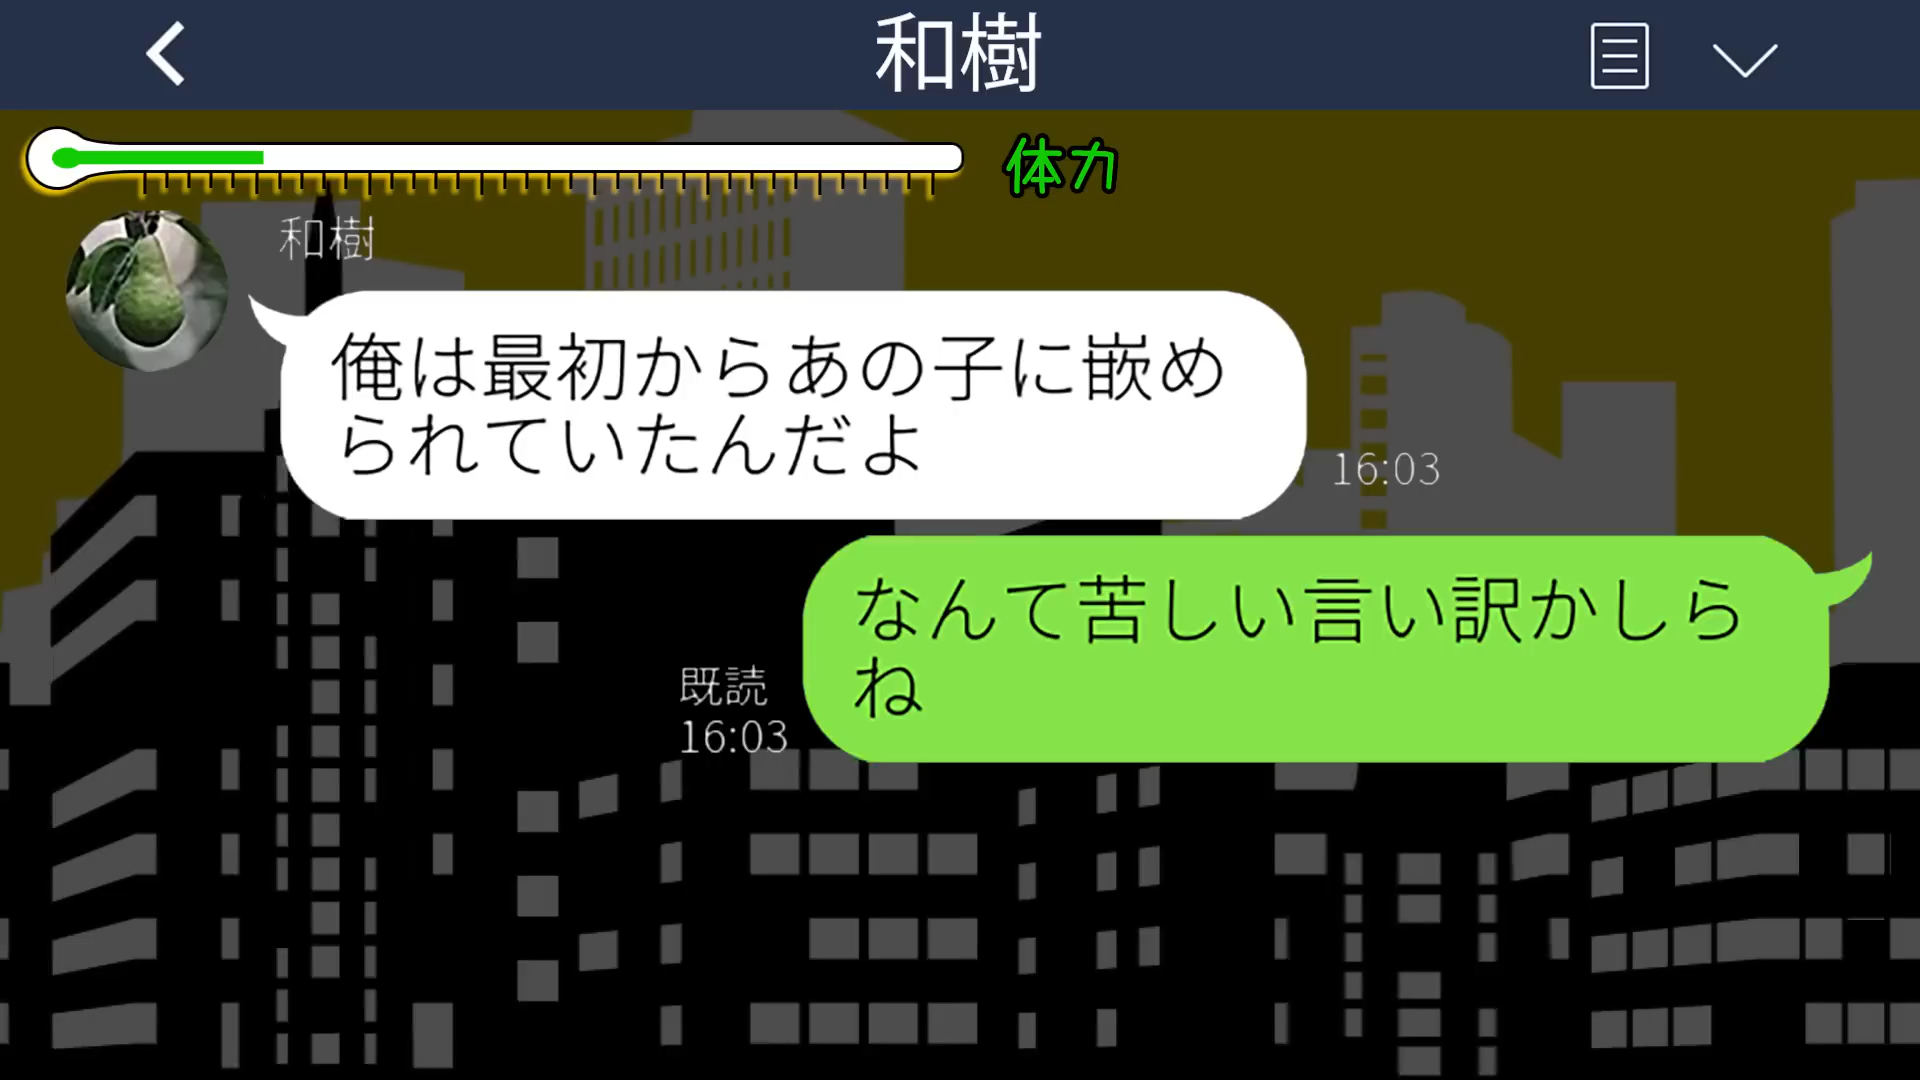 和樹
体力
和樹
俺は最初からあの子に嵌め
られていたんだよ
16:03
なんて苦しい言い訳かしら
ね
既読
16:03